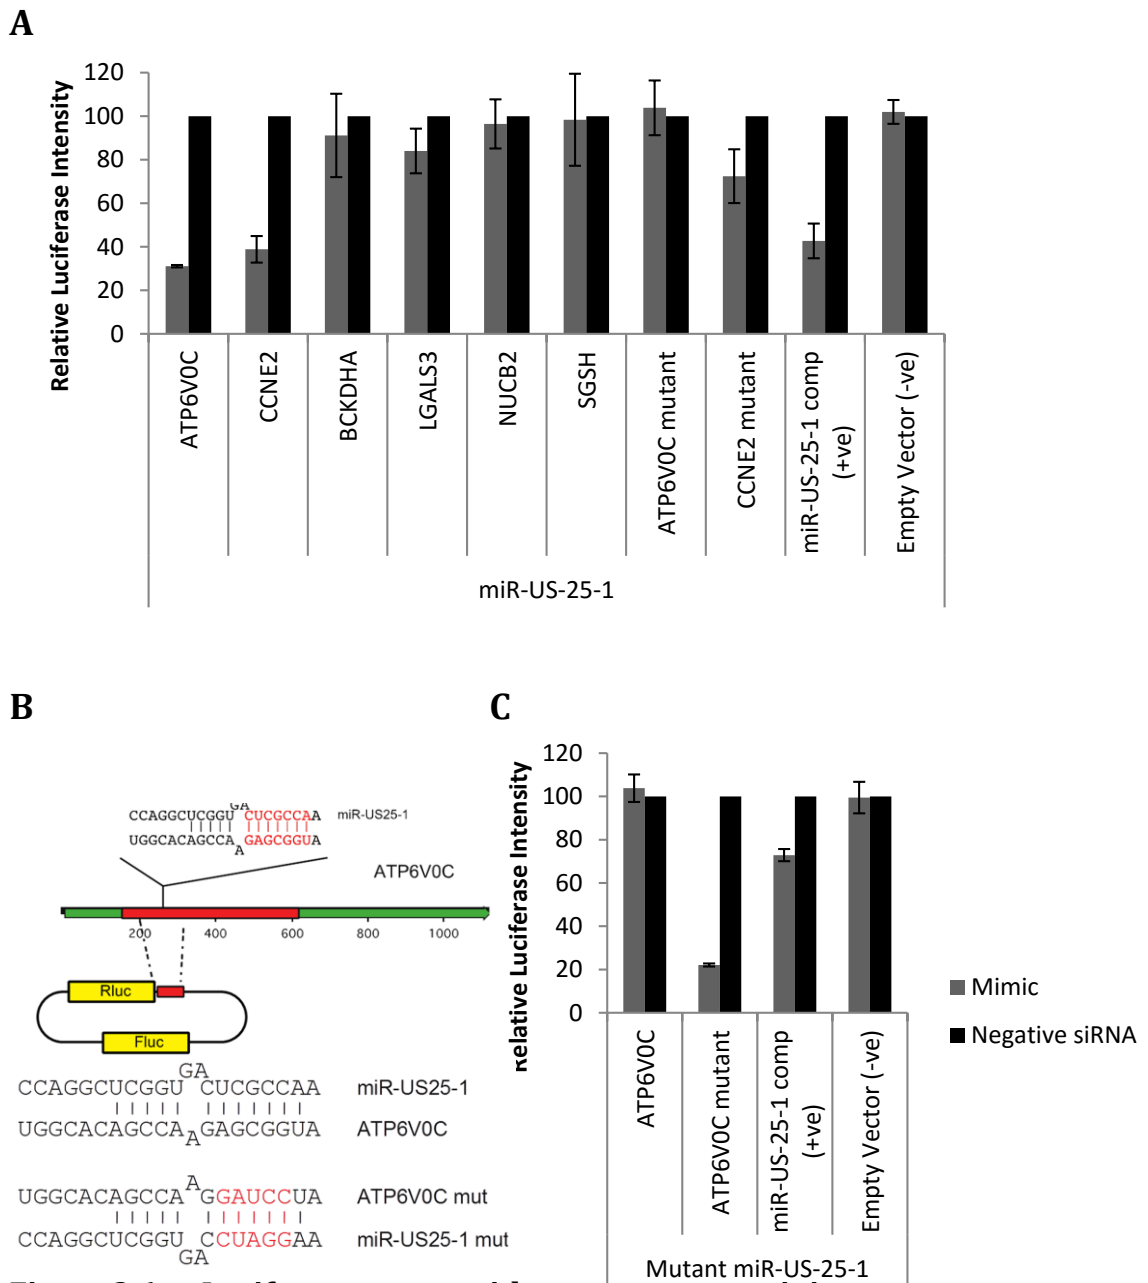 A
Relative Luciferase Intensity
120
100
80
60
40
20
0
ATP6V0C
CCNE2
BCKDHA
LGALS3
NUCB2
SGSH
ATP6V0C mutant
CCNE2 mutant
miR-US-25-1 comp
(+ve)
Empty Vector (-ve)
miR-US-25-1
B
GA
CCAGGCUCGGU CUCGCCAA miR-US25-1
UGGCACAGCCA GAGCGGUA
A
ATP6V0C
200 400 600 800 1000
Rluc
Fluc
GA
CCAGGCUCGGU CUCGCCAA miR-US25-1
UGGCACAGCCA GAGCGGUA ATP6V0C
A
A
UGGCACAGCCA GGAUCCUA ATP6V0C mut
CCAGGCUCGGU CCUAGGAA miR-US25-1 mut
GA
C
Relative Luciferase Intensity
120
100
80
60
40
20
0
ATP6V0C
ATP6V0C mutant
miR-US-25-1 comp
(+ve)
Empty Vector (-ve)
Mutant miR-US-25-1
Mimic
Negative siRNA